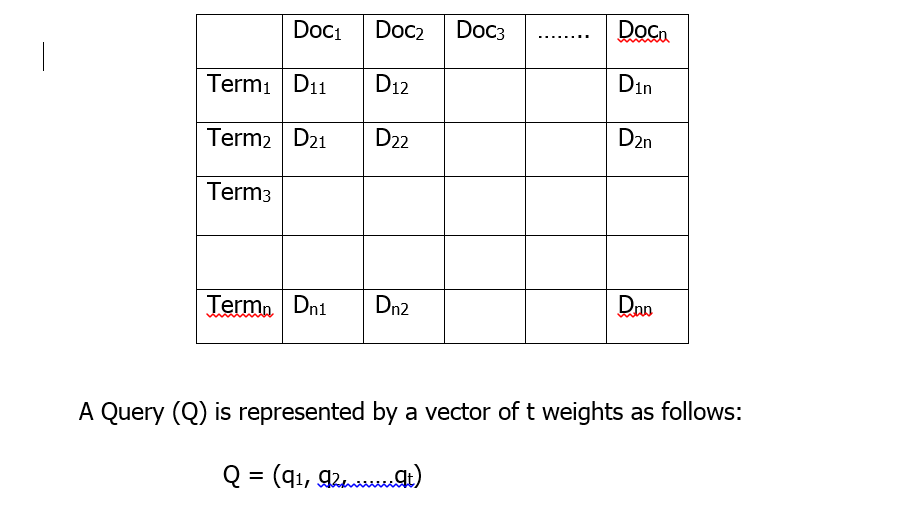 Doc1 Doc2 Doc3 ........ Docn
Term1 D11 D12 D1n
Term2 D21 D22 D2n
Term3
Termn Dn1 Dn2 Dnn
A Query (Q) is represented by a vector of t weights as follows:
Q = (q1, q2, ......qt)